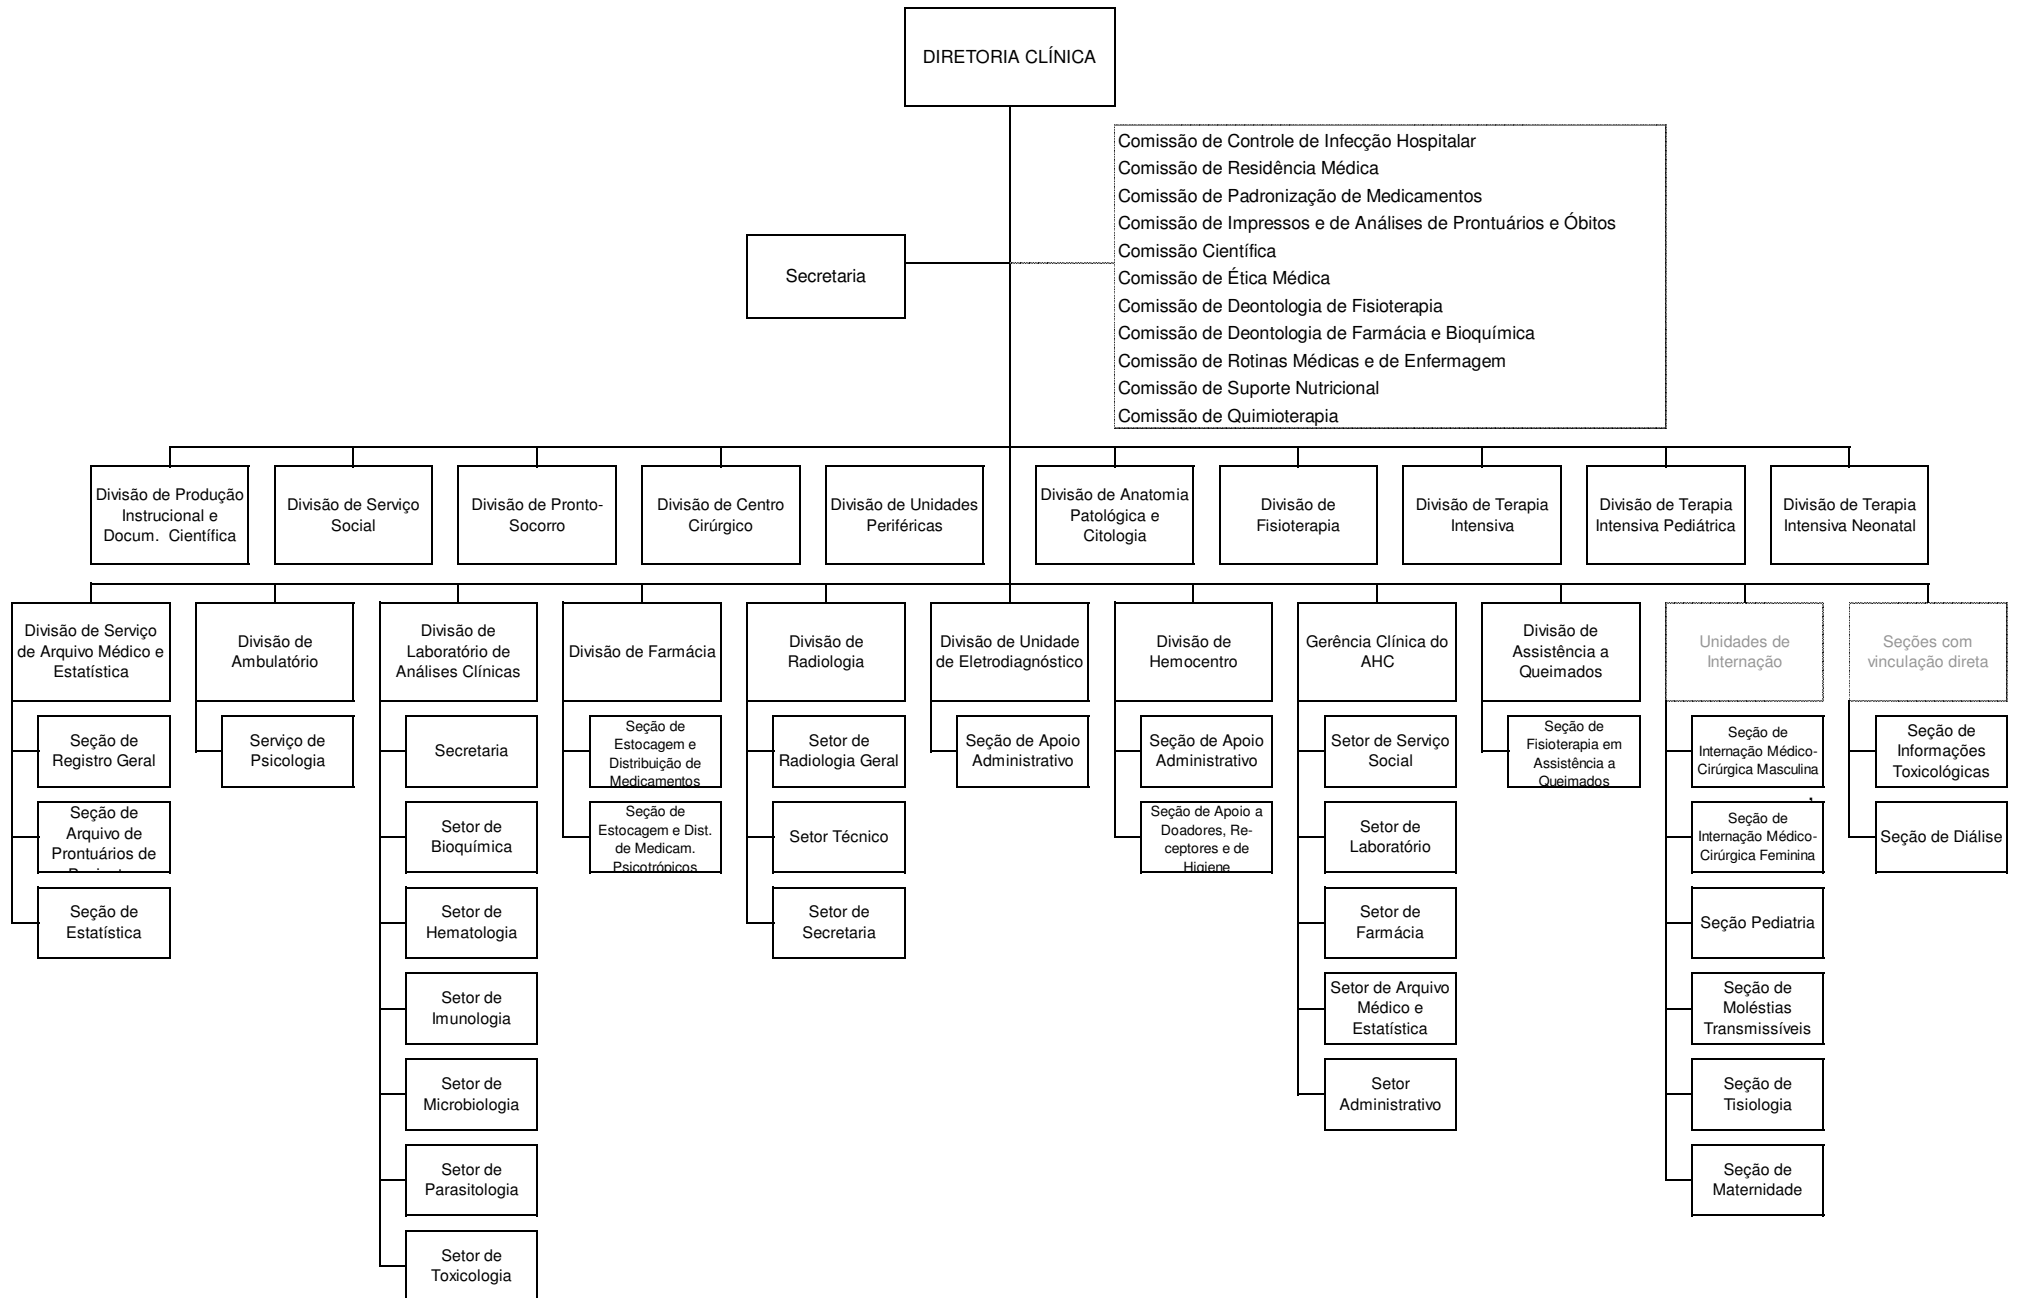 DIRETORIA CLÍNICA
Comissão de Controle de Infecção Hospitalar
Comissão de Residência Médica
Comissão de Padronização de Medicamentos
Comissão de Impressos e de Análises de Prontuários e Óbitos
Comissão Científica
Comissão de Ética Médica
Comissão de Deontologia de Fisioterapia
Comissão de Deontologia de Farmácia e Bioquímica
Comissão de Rotinas Médicas e de Enfermagem
Comissão de Suporte Nutricional
Comissão de Quimioterapia
Secretaria
Divisão de Produção
Instrucional e
Docum. Científica
Divisão de Serviço
Social
Divisão de Pronto-
Socorro
Divisão de Centro
Cirúrgico
Divisão de Unidades
Periféricas
Divisão de Anatomia
Patológica e
Citologia
Divisão de
Fisioterapia
Divisão de Terapia
Intensiva
Divisão de Terapia
Intensiva Pediátrica
Divisão de Terapia
Intensiva Neonatal
Divisão de Serviço
de Arquivo Médico e
Estatística
Seção de
Registro Geral
Seção de
Arquivo de
Prontuários de
Seção de
Estatística
Divisão de
Ambulatório
Serviço de
Psicologia
Divisão de
Laboratório de
Análises Clínicas
Secretaria
Setor de
Bioquímica
Setor de
Hematologia
Setor de
Imunologia
Setor de
Microbiologia
Setor de
Parasitologia
Setor de
Toxicologia
Divisão de Farmácia
Seção de
Estocagem e
Distribuição de
Medicamentos
Seção de
Estocagem e Dist.
de Medicam.
Psicotrópicos
Divisão de
Radiologia
Setor de
Radiologia Geral
Setor Técnico
Setor de
Secretaria
Divisão de Unidade
de Eletrodiagnóstico
Seção de Apoio
Administrativo
Divisão de
Hemocentro
Seção de Apoio
Administrativo
Seção de Apoio a
Doadores, Re-
ceptores e de
Higiene
Gerência Clínica do
AHC
Setor de Serviço
Social
Setor de
Laboratório
Setor de
Farmácia
Setor de Arquivo
Médico e
Estatística
Setor
Administrativo
Divisão de
Assistência a
Queimados
Seção de
Fisioterapia em
Assistência a
Queimados
Unidades de
Internação
Seção de
Internação Médico-
Cirúrgica Masculina
Seção de
Internação Médico-
Cirúrgica Feminina
Seção Pediatria
Seção de
Moléstias
Transmissíveis
Seção de
Tisiologia
Seção de
Maternidade
Seções com
vinculação direta
Seção de
Informações
Toxicológicas
Seção de Diálise